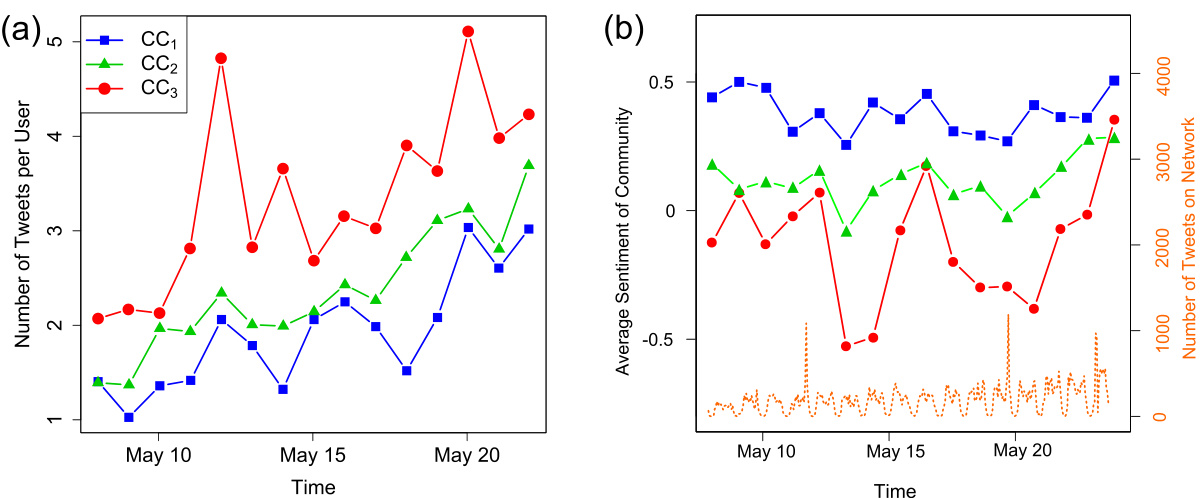 (a)
CC1
CC2
CC3
5
4
3
2
1
Number of Tweets per User
May 10
May 15
May 20
Time
(b)
0.5
0
-0.5
Average Sentiment of Community
4000
3000
2000
1000
0
Number of Tweets on Network
May 10
May 15
May 20
Time